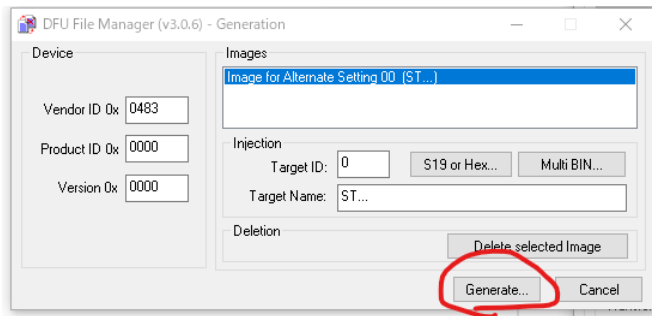 DFU File Manager (v3.0.6) - Generation
Device
Vendor ID 0x 0483
Product ID 0x 0000
Version 0x 0000
Images
Image for Alternate Setting 00 (ST...)
Injection
Target ID: 0 S19 or Hex... Multi BIN...
Target Name: ST...
Deletion
Delete selected Image
Generate... Cancel